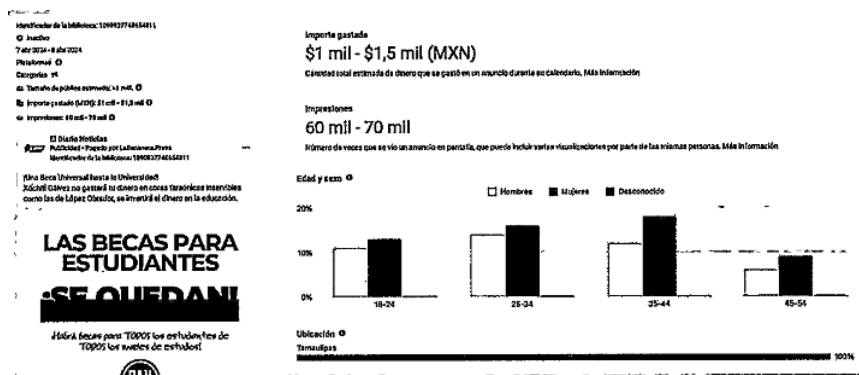 Identificador de la biblioteca: 1090827748654811
Inactivo
7 abr 2024 - 8 abr 2024
Plataformas
Categorías
Tamaño de público estimado: >1 mill.
Importe gastado (MXN): $1 mil - $1,5 mil
Impresiones: 60 mil - 70 mil
El Diario Noticias
Publicidad • Pagado por
Identificador de la biblioteca:
¡Una Beca Universal hasta la Universidad!
Xóchitl Gálvez no gastará tu dinero en obras faraónicas inservibles
como las de López Obrador, se invertirá el dinero en la educación.
LAS BECAS PARA
ESTUDIANTES
¡SE QUEDAN!
¡Habrá becas para TODOS los estudiantes de
TODOS los niveles de estudios!
PAN
Importe gastado
$1 mil - $1,5 mil (MXN)
Cantidad total estimada de dinero que se gastó en un anuncio durante su calendario. Más información
Impresiones
60 mil - 70 mil
Número de veces que se vio un anuncio en pantalla, que puede incluir varias visualizaciones por parte de las mismas personas. Más información
Edad y sexo
Hombres Mujeres Desconocido
20%
10%
0%
18-24 25-34 35-44 45-54
Ubicación
Tamaulipas
100%